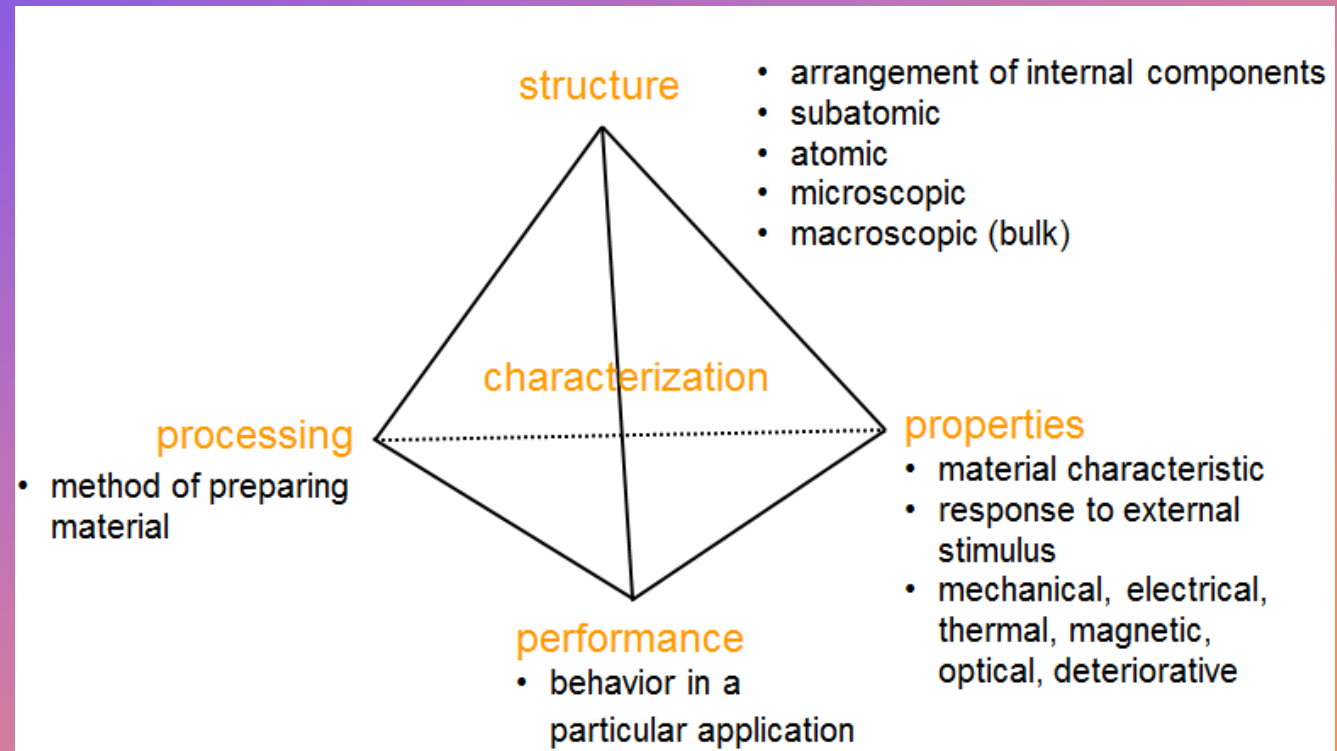 structure
• arrangement of internal components
• subatomic
• atomic
• microscopic
• macroscopic (bulk)
characterization
processing
• method of preparing
material
properties
• material characteristic
• response to external
stimulus
• mechanical, electrical,
thermal, magnetic,
optical, deteriorative
performance
• behavior in a
particular application